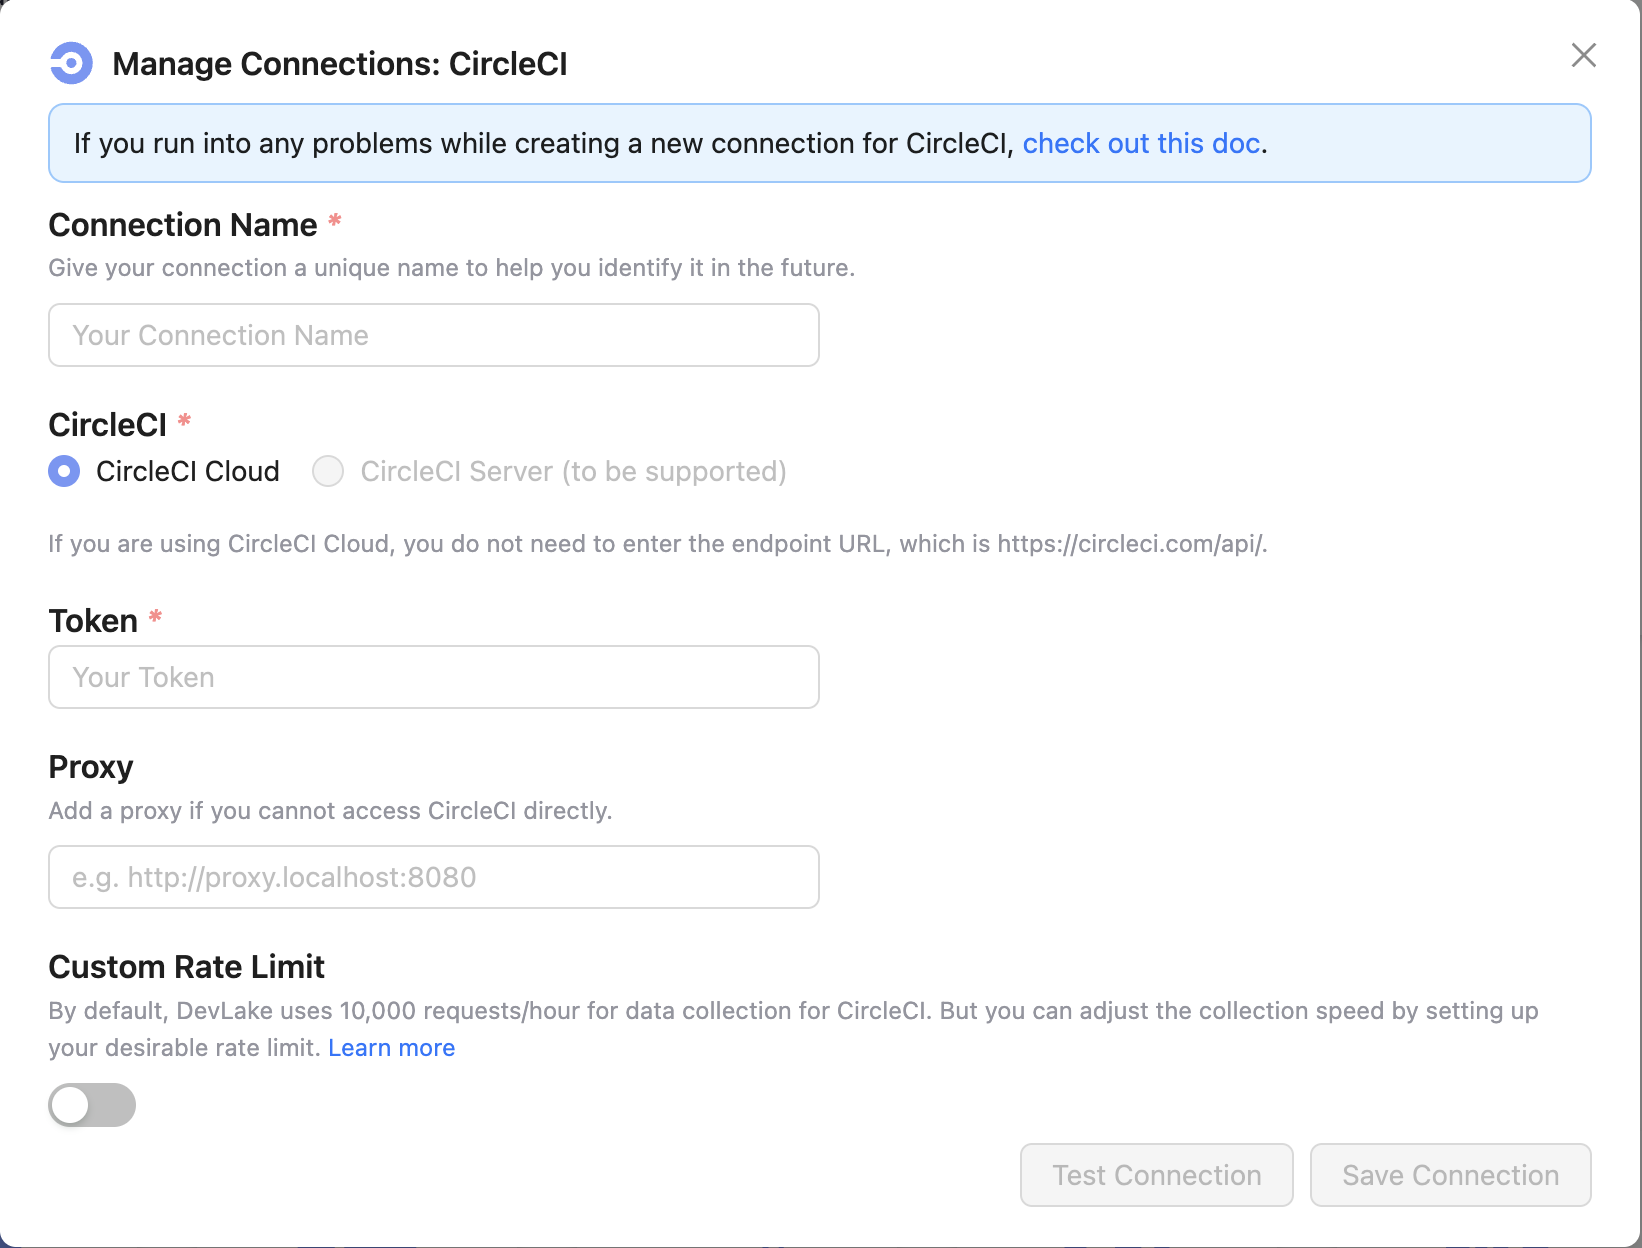 Manage Connections: CircleCI
If you run into any problems while creating a new connection for CircleCI, check out this doc.
Connection Name *
Give your connection a unique name to help you identify it in the future.
Your Connection Name
CircleCI *
CircleCI Cloud CircleCI Server (to be supported)
If you are using CircleCI Cloud, you do not need to enter the endpoint URL, which is https://circleci.com/api/.
Token *
Your Token
Proxy
Add a proxy if you cannot access CircleCI directly.
e.g. http://proxy.localhost:8080
Custom Rate Limit
By default, DevLake uses 10,000 requests/hour for data collection for CircleCI. But you can adjust the collection speed by setting up
your desirable rate limit. Learn more
Test Connection Save Connection